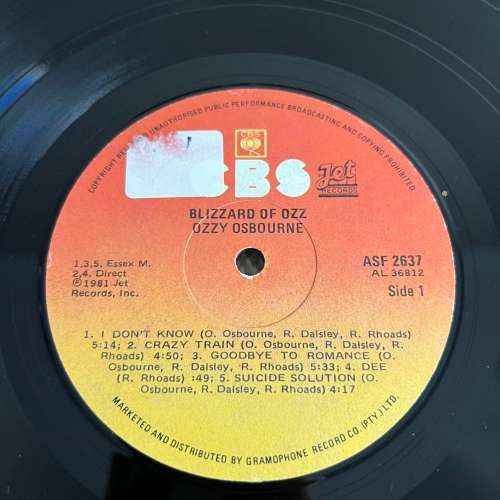 COPYRIGHT UNAUTHORISED PUBLIC PERFORMANCE BROADCASTING AND COPYING PROHIBITED
CBS
CBS
Jet
RECORDS
BLIZZARD OF OZZ
OZZY OSBOURNE
1,3,5. Essex M.
2,4. Direct
℗1981 Jet
Records, Inc.
ASF 2637
AL 36812
Side 1
1. I DON'T KNOW (O. Osbourne, R. Daisley, R. Rhoads)
5:14; 2. CRAZY TRAIN (O. Osbourne, R. Daisley, R.
Rhoads) 4:50; 3. GOODBYE TO ROMANCE (O.
Osbourne, R. Daisley, R. Rhoads) 5:33; 4. DEE
(R. Rhoads) :49; 5. SUICIDE SOLUTION (O.
Osbourne, R. Daisley, R. Rhoads) 4:17
MARKETED AND DISTRIBUTED BY GRAMOPHONE RECORD CO. (PTY.) LTD.